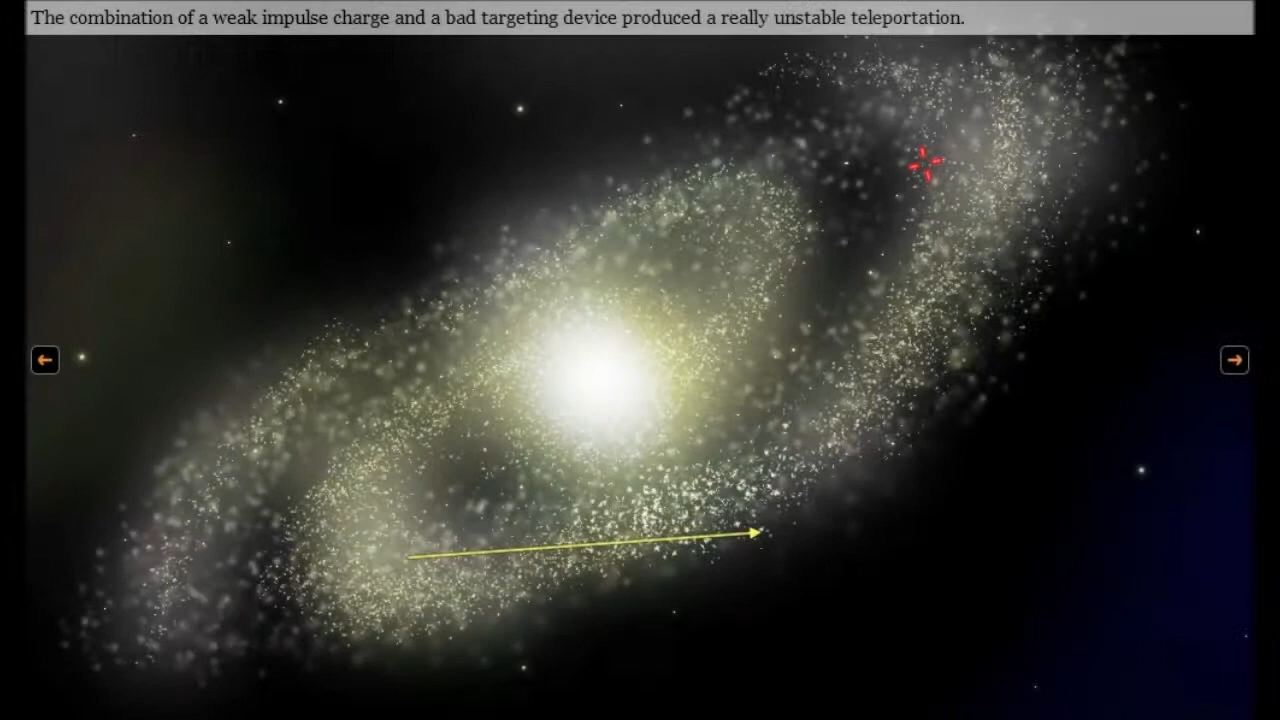 The combination of a weak impulse charge and a bad targeting device produced a really unstable teleportation.